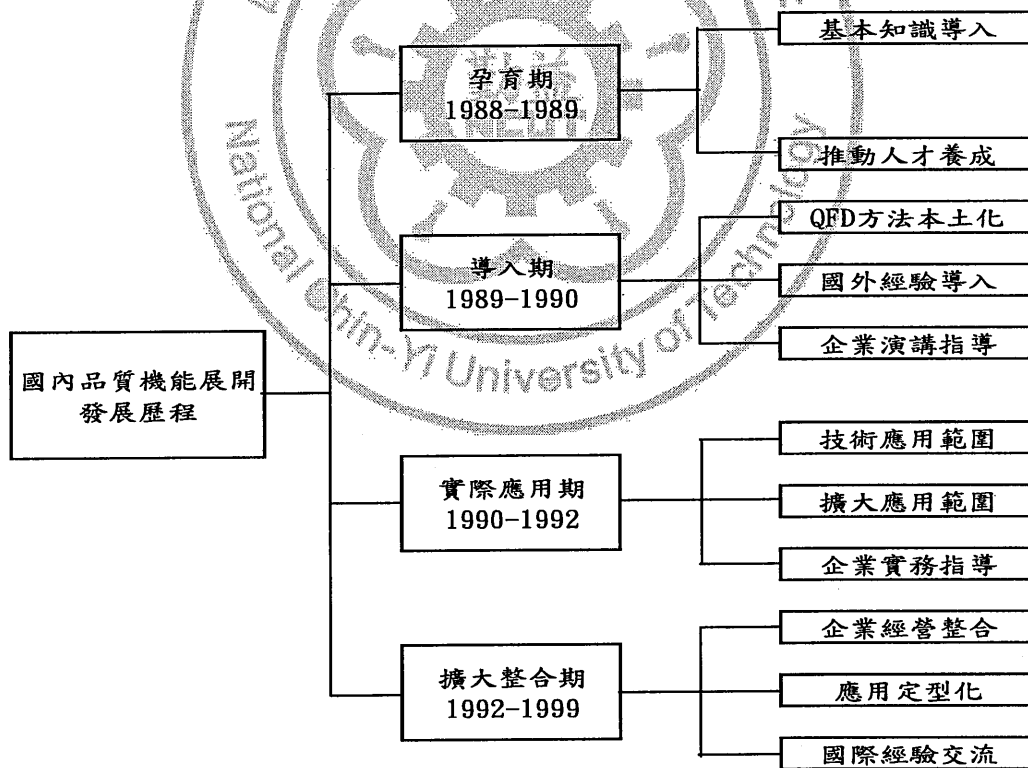 國內品質機能展開
發展歷程
孕育期
1988-1989
基本知識導入
推動人才養成
導入期
1989-1990
QFD方法本土化
國外經驗導入
企業演講指導
實際應用期
1990-1992
技術應用範圍
擴大應用範圍
企業實務指導
擴大整合期
1992-1999
企業經營整合
應用定型化
國際經驗交流
National Chin-Yi University of Technology
勤益
NCUT